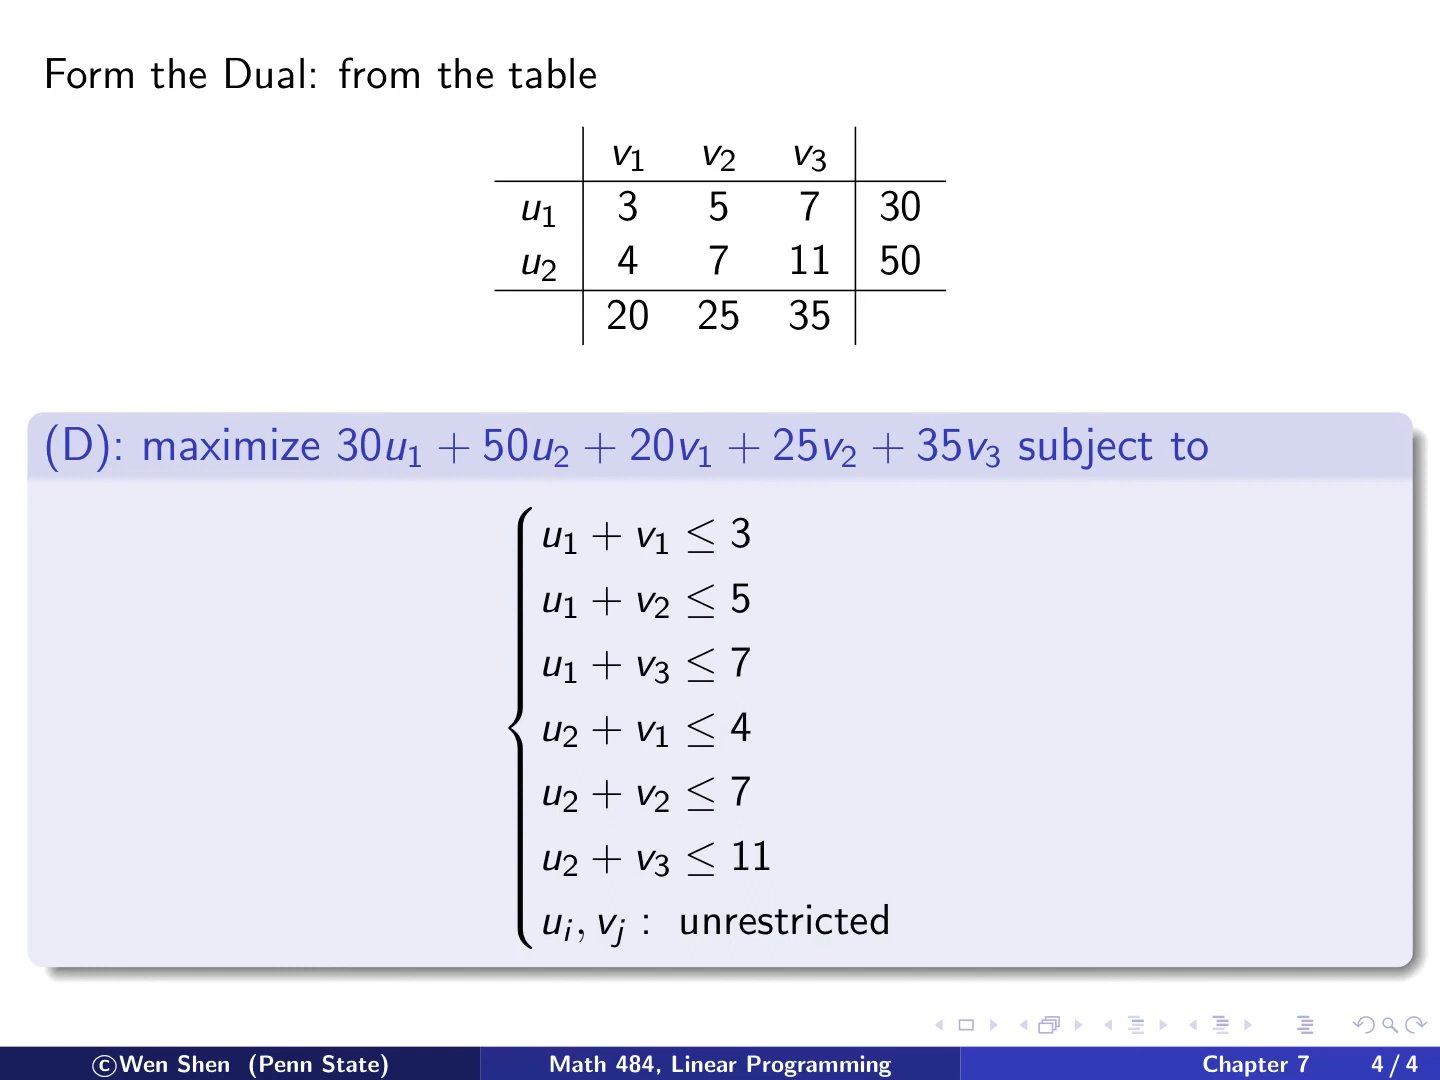 Form the Dual: from the table
v₁ v₂ v₃
u₁ 3 5 7 30
u₂ 4 7 11 50
20 25 35
(D): maximize 30u₁ + 50u₂ + 20v₁ + 25v₂ + 35v₃ subject to
u₁ + v₁ ≤ 3
u₁ + v₂ ≤ 5
u₁ + v₃ ≤ 7
u₂ + v₁ ≤ 4
u₂ + v₂ ≤ 7
u₂ + v₃ ≤ 11
uᵢ, vⱼ : unrestricted
©Wen Shen (Penn State) Math 484, Linear Programming Chapter 7 4 / 4